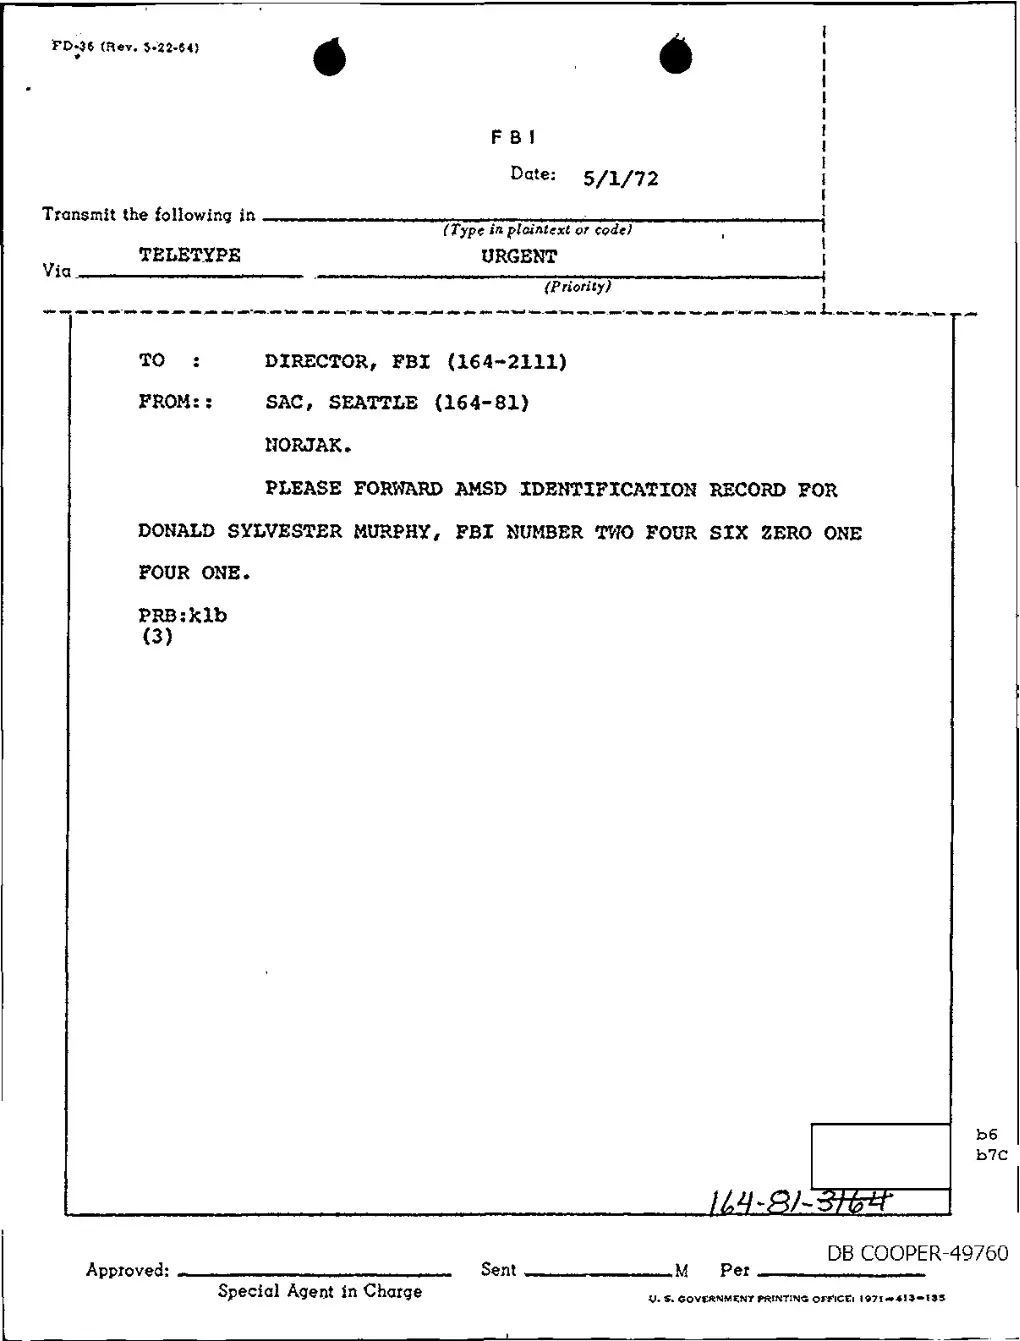 FD-36 (Rev. 5-22-64)
F B I
Date: 5/1/72
Transmit the following in
(Type in plaintext or code)
Via TELETYPE URGENT
(Priority)
TO : DIRECTOR, FBI (164-2111)
FROM:: SAC, SEATTLE (164-81)
NORJAK.
PLEASE FORWARD AMSD IDENTIFICATION RECORD FOR
DONALD SYLVESTER MURPHY, FBI NUMBER TWO FOUR SIX ZERO ONE
FOUR ONE.
PRB:klb
(3)
b6
b7C
164-81-3164
DB COOPER-49760
Approved: Sent M Per
Special Agent in Charge
U. S. GOVERNMENT PRINTING OFFICE: 1971-413-135